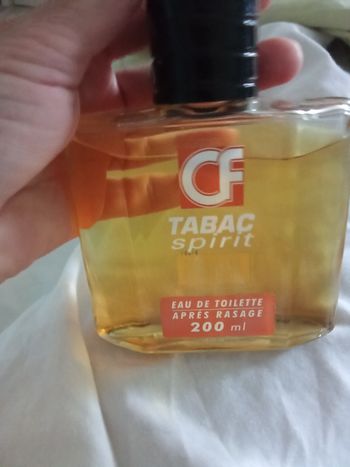 CF
TABAC
spirit
EAU DE TOILETTE
APRÈS RASAGE
200 ml